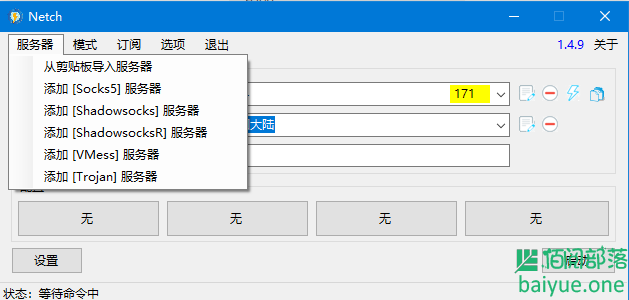 Netch
服务器 模式 订阅 选项 退出 1.4.9 关于
从剪贴板导入服务器
添加 [Socks5] 服务器
添加 [Shadowsocks] 服务器
添加 [ShadowsocksR] 服务器
添加 [VMess] 服务器
添加 [Trojan] 服务器
171
大陆
无 无 无 无
设置 启动
状态：等待命令中
佰阅部落
baiyue.one